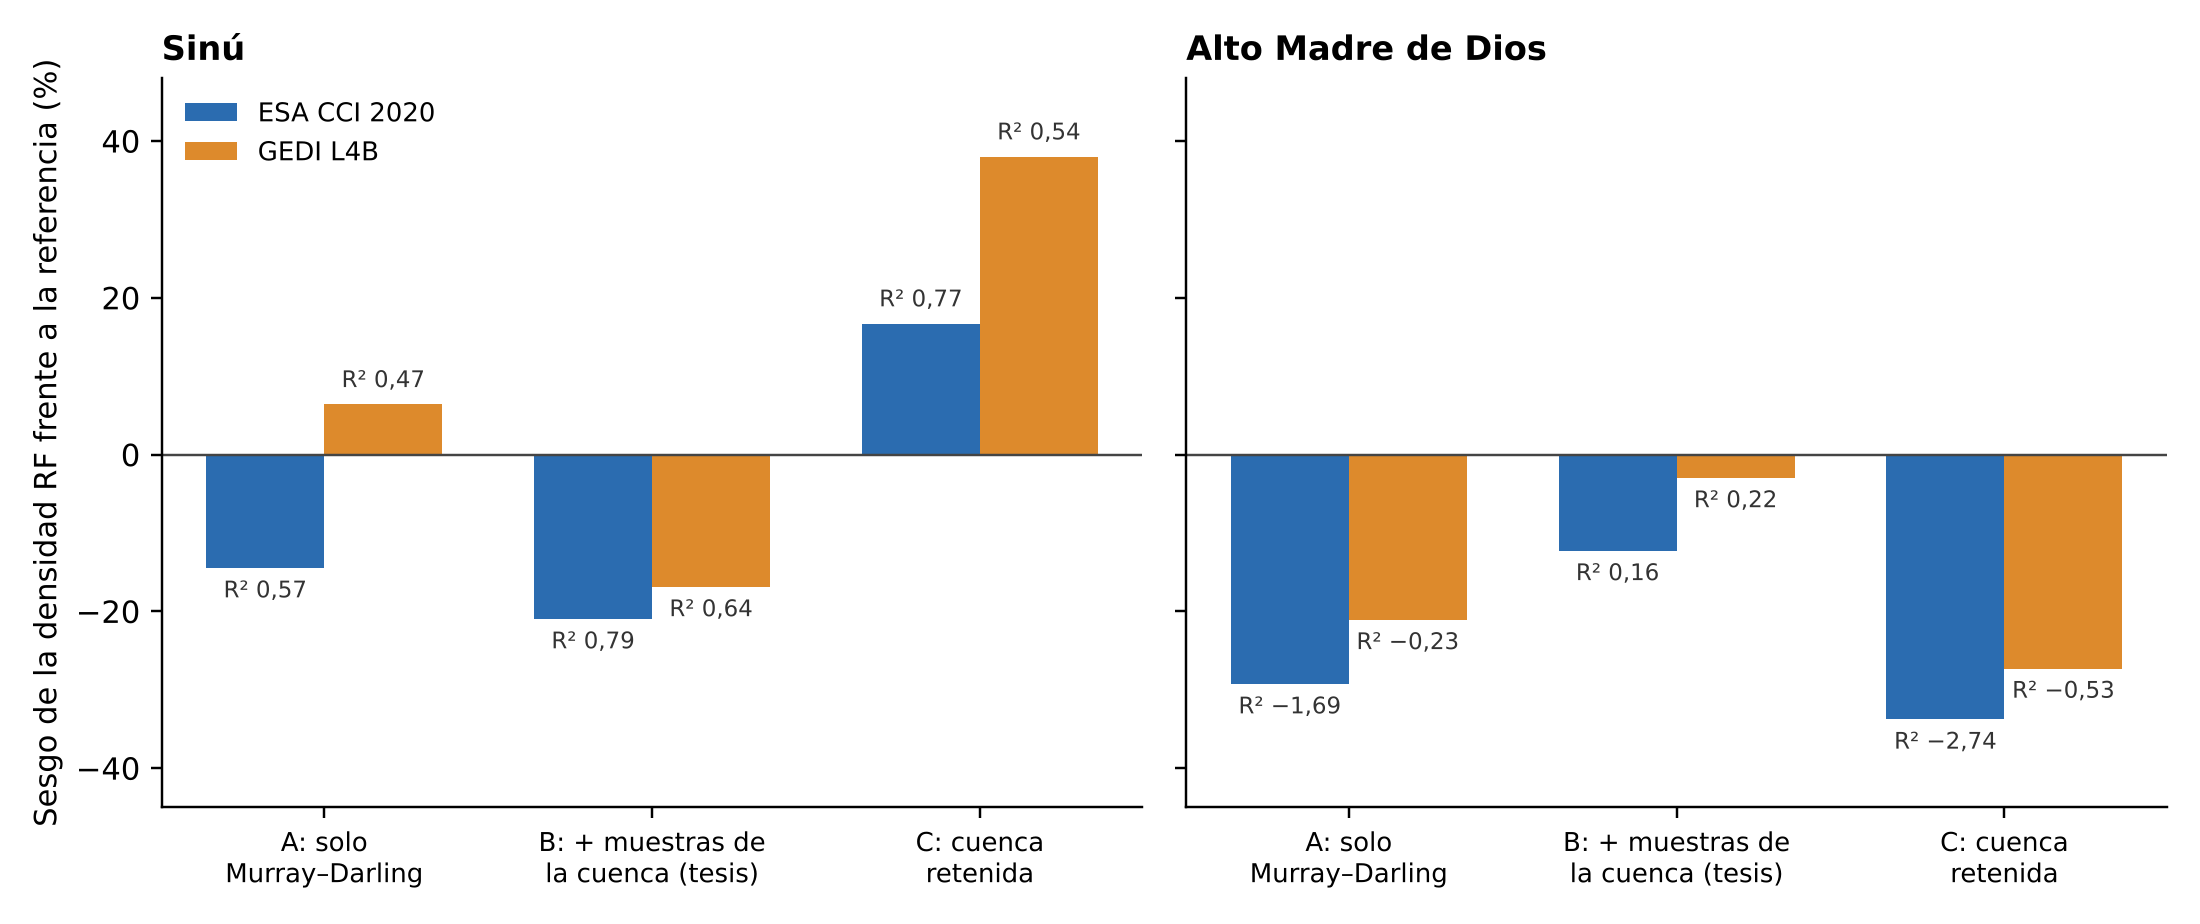 Sinú
Alto Madre de Dios
Sesgo de la densidad RF frente a la referencia (%)
ESA CCI 2020
GEDI L4B
40
20
0
−20
−40
R² 0,57
R² 0,47
R² 0,79
R² 0,64
R² 0,77
R² 0,54
R² −1,69
R² −0,23
R² 0,16
R² 0,22
R² −2,74
R² −0,53
A: solo
Murray–Darling
B: + muestras de
la cuenca (tesis)
C: cuenca
retenida
A: solo
Murray–Darling
B: + muestras de
la cuenca (tesis)
C: cuenca
retenida